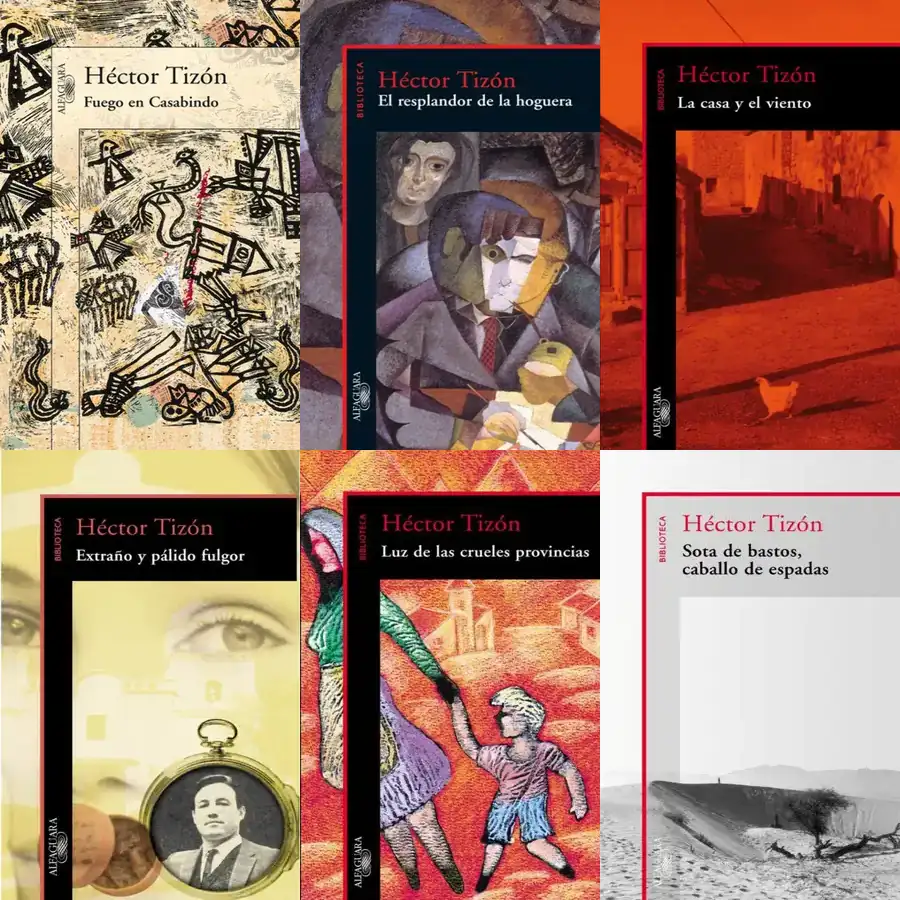 Héctor Tizón
Fuego en Casabindo
ALFAGUARA
BIBLIOTECA
Héctor Tizón
El resplandor de la hoguera
ALFAGUARA
BIBLIOTECA
Héctor Tizón
La casa y el viento
ALFAGUARA
BIBLIOTECA
Héctor Tizón
Extraño y pálido fulgor
ALFAGUARA
BIBLIOTECA
Héctor Tizón
Luz de las crueles provincias
ALFAGUARA
BIBLIOTECA
Héctor Tizón
Sota de bastos,
caballo de espadas